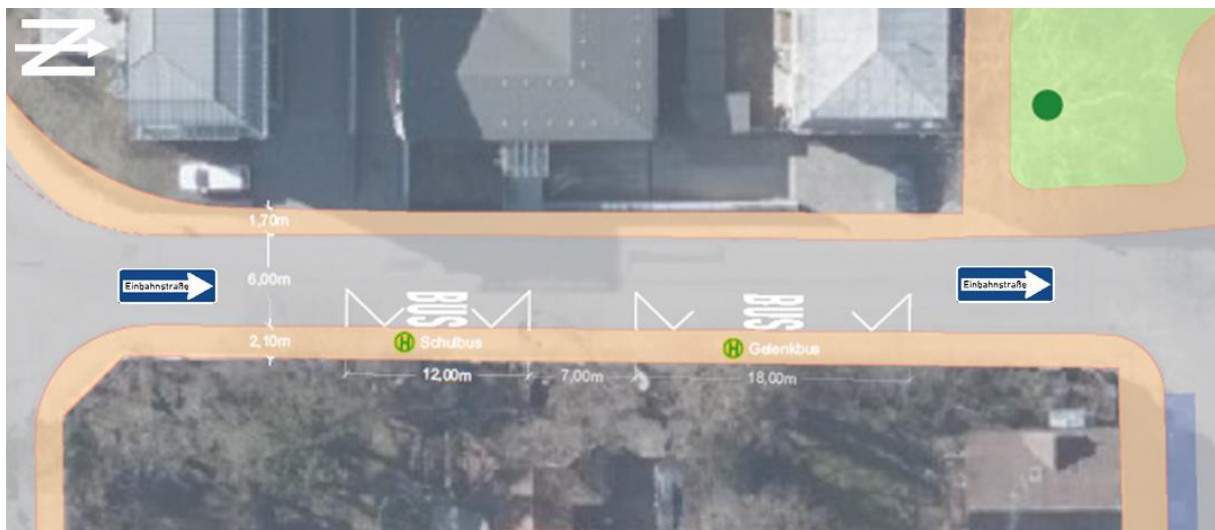 N
1,70m
Einbahnstraße
6,00m
Einbahnstraße
BUS
BUS
2,10m
H Schulbus
H Gelenkbus
12,00m
7,00m
18,00m